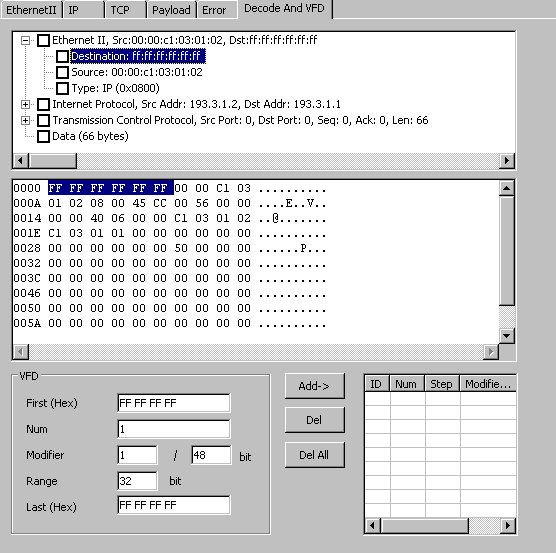 EthernetII IP TCP Payload Error Decode And VFD
Ethernet II, Src:00:00:c1:03:01:02, Dst:ff:ff:ff:ff:ff:ff
Destination: ff:ff:ff:ff:ff:ff
Source: 00:00:c1:03:01:02
Type: IP (0x0800)
Internet Protocol, Src Addr: 193.3.1.2, Dst Addr: 193.3.1.1
Transmission Control Protocol, Src Port: 0, Dst Port: 0, Seq: 0, Ack: 0, Len: 66
Data (66 bytes)
0000 FF FF FF FF FF FF 00 00 C1 03 ..........
000A 01 02 08 00 45 CC 00 56 00 00 ....E..V..
0014 00 00 40 06 00 00 C1 03 01 02 ..@.......
001E C1 03 01 01 00 00 00 00 00 00 ..........
0028 00 00 00 00 00 00 50 00 00 00 ......P...
0032 00 00 00 00 00 00 00 00 00 00 ..........
003C 00 00 00 00 00 00 00 00 00 00 ..........
0046 00 00 00 00 00 00 00 00 00 00 ..........
0050 00 00 00 00 00 00 00 00 00 00 ..........
005A 00 00 00 00 00 00 00 00 00 00 ..........
VFD
First (Hex) FF FF FF FF
Num 1
Modifier 1 / 48 bit
Range 32 bit
Last (Hex) FF FF FF FF
Add->
Del
Del All
ID Num Step Modifie...